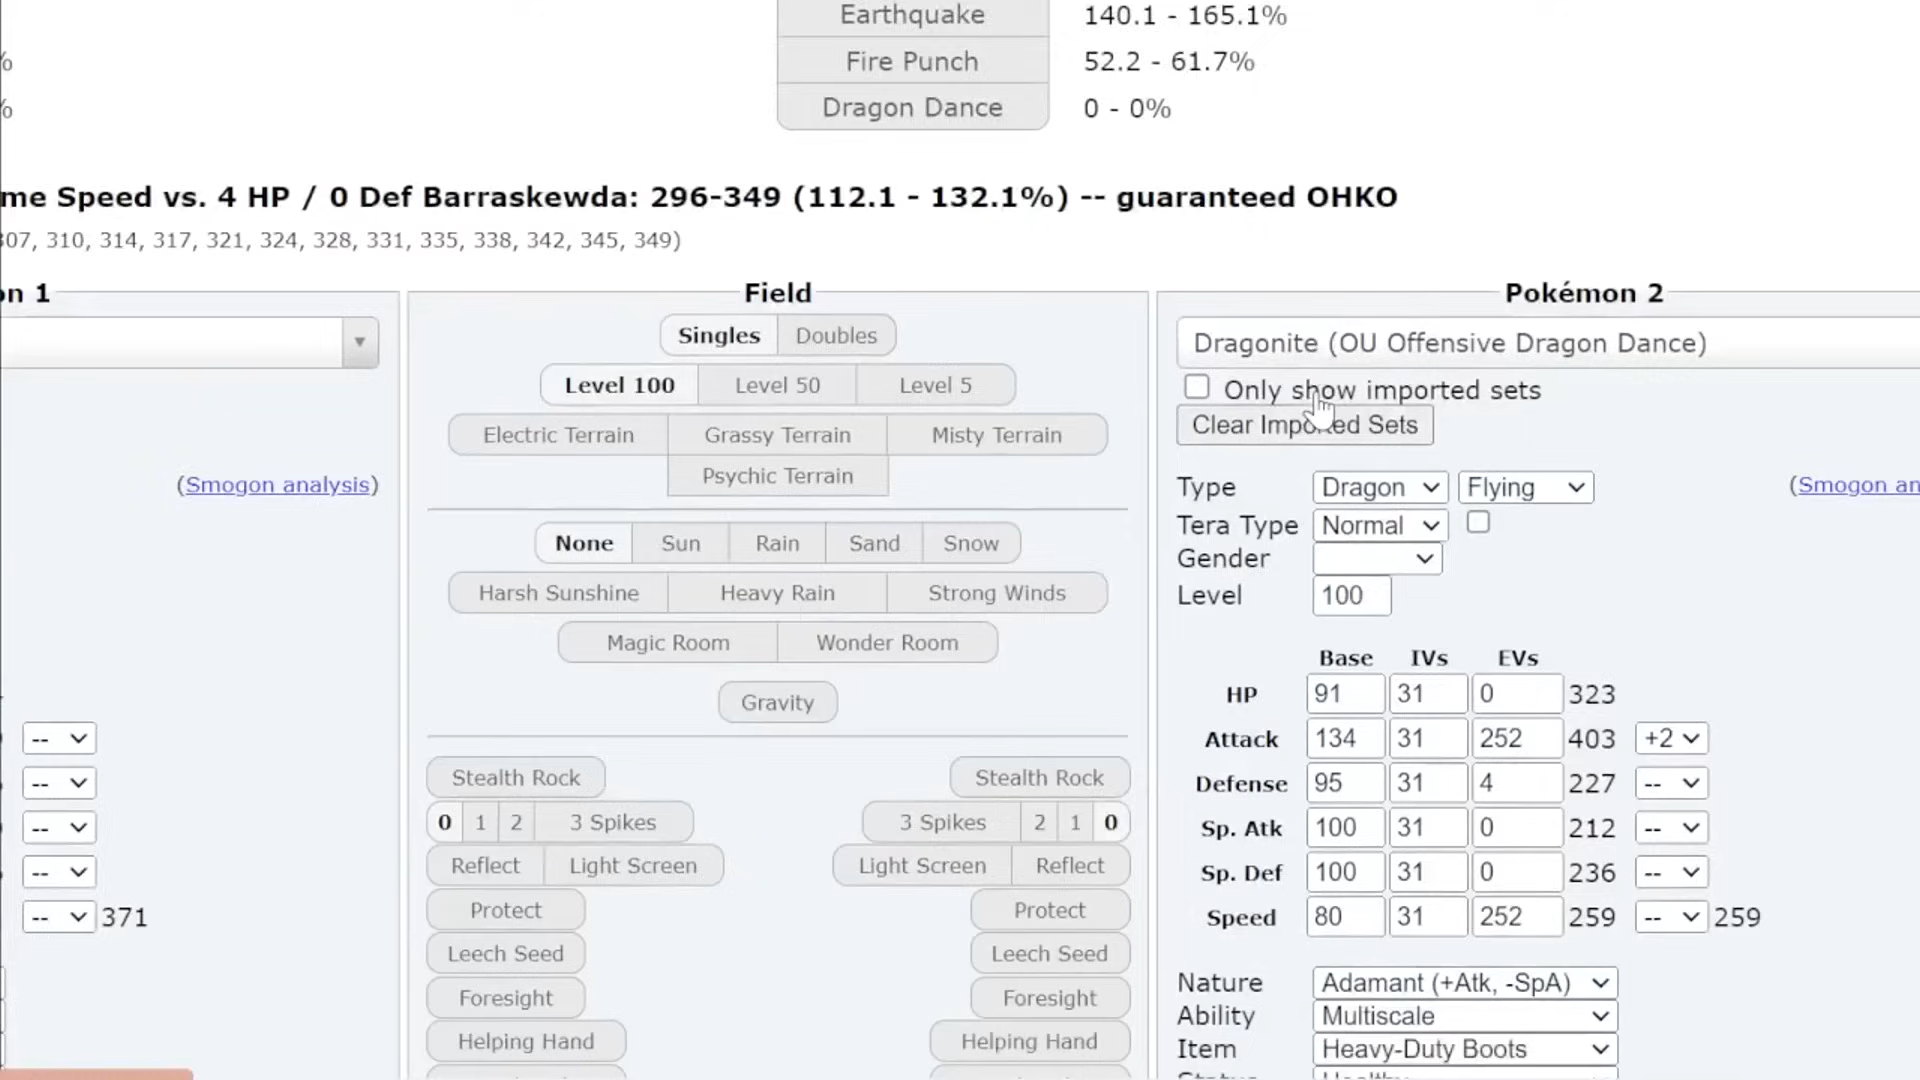 Earthquake 140.1 - 165.1%
Fire Punch 52.2 - 61.7%
%
Dragon Dance 0 - 0%
%
me Speed vs. 4 HP / 0 Def Barraskewda: 296-349 (112.1 - 132.1%) -- guaranteed OHKO
307, 310, 314, 317, 321, 324, 328, 331, 335, 338, 342, 345, 349)
on 1
Field
Pokémon 2
Singles Doubles
Dragonite (OU Offensive Dragon Dance)
Level 100 Level 50 Level 5
Only show imported sets
Clear Imported Sets
Electric Terrain Grassy Terrain Misty Terrain
Psychic Terrain
(Smogon analysis)
Type Dragon Flying
(Smogon an
Tera Type Normal
None Sun Rain Sand Snow
Gender
Harsh Sunshine Heavy Rain Strong Winds
Level 100
Magic Room Wonder Room
Base IVs EVs
Gravity
HP 91 31 0 323
-- Attack 134 31 252 403 +2
Stealth Rock Stealth Rock
-- Defense 95 31 4 227 --
0 1 2 3 Spikes 3 Spikes 2 1 0
-- Sp. Atk 100 31 0 212 --
Reflect Light Screen Light Screen Reflect
-- Sp. Def 100 31 0 236 --
Protect Protect
-- 371 Speed 80 31 252 259 -- 259
Leech Seed Leech Seed
Nature Adamant (+Atk, -SpA)
Foresight Foresight
Ability Multiscale
Helping Hand Helping Hand
Item Heavy-Duty Boots